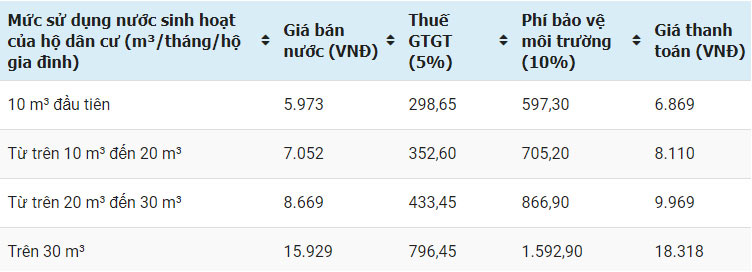 Mức sử dụng nước sinh hoạt của hộ dân cư (m³/tháng/hộ gia đình) Giá bán nước (VNĐ) Thuế GTGT (5%) Phí bảo vệ môi trường (10%) Giá thanh toán (VNĐ)
10 m³ đầu tiên 5.973 298,65 597,30 6.869
Từ trên 10 m³ đến 20 m³ 7.052 352,60 705,20 8.110
Từ trên 20 m³ đến 30 m³ 8.669 433,45 866,90 9.969
Trên 30 m³ 15.929 796,45 1.592,90 18.318